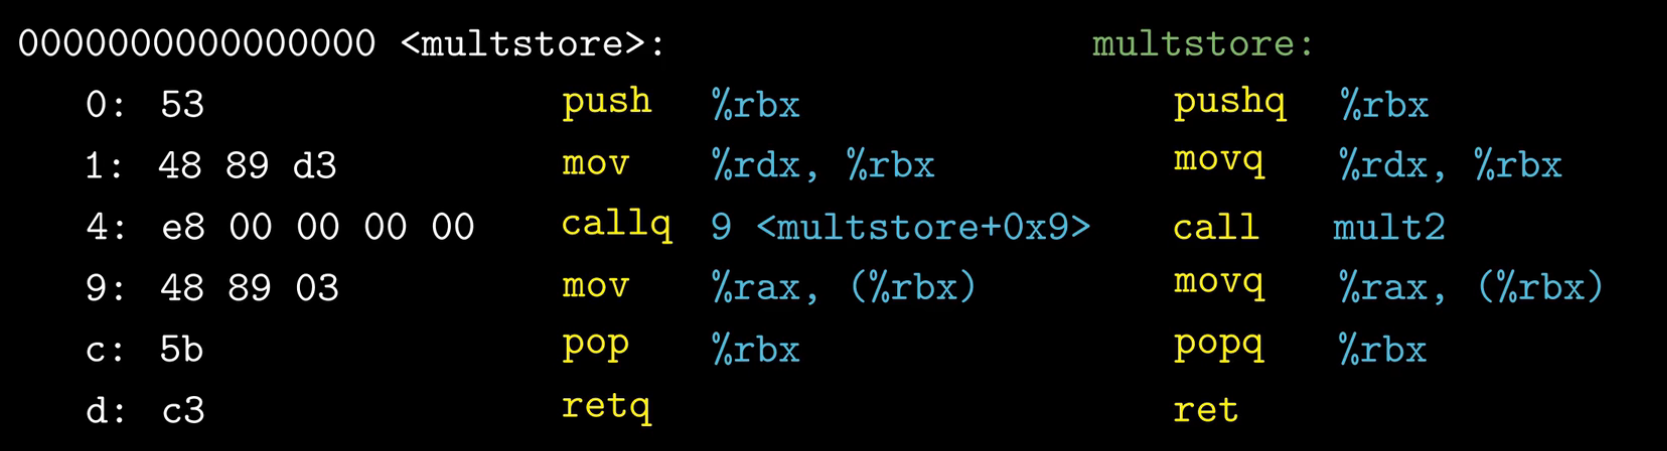 0000000000000000 <multstore>: multstore:
0: 53 push %rbx pushq %rbx
1: 48 89 d3 mov %rdx, %rbx movq %rdx, %rbx
4: e8 00 00 00 00 callq 9 <multstore+0x9> call mult2
9: 48 89 03 mov %rax, (%rbx) movq %rax, (%rbx)
c: 5b pop %rbx popq %rbx
d: c3 retq ret